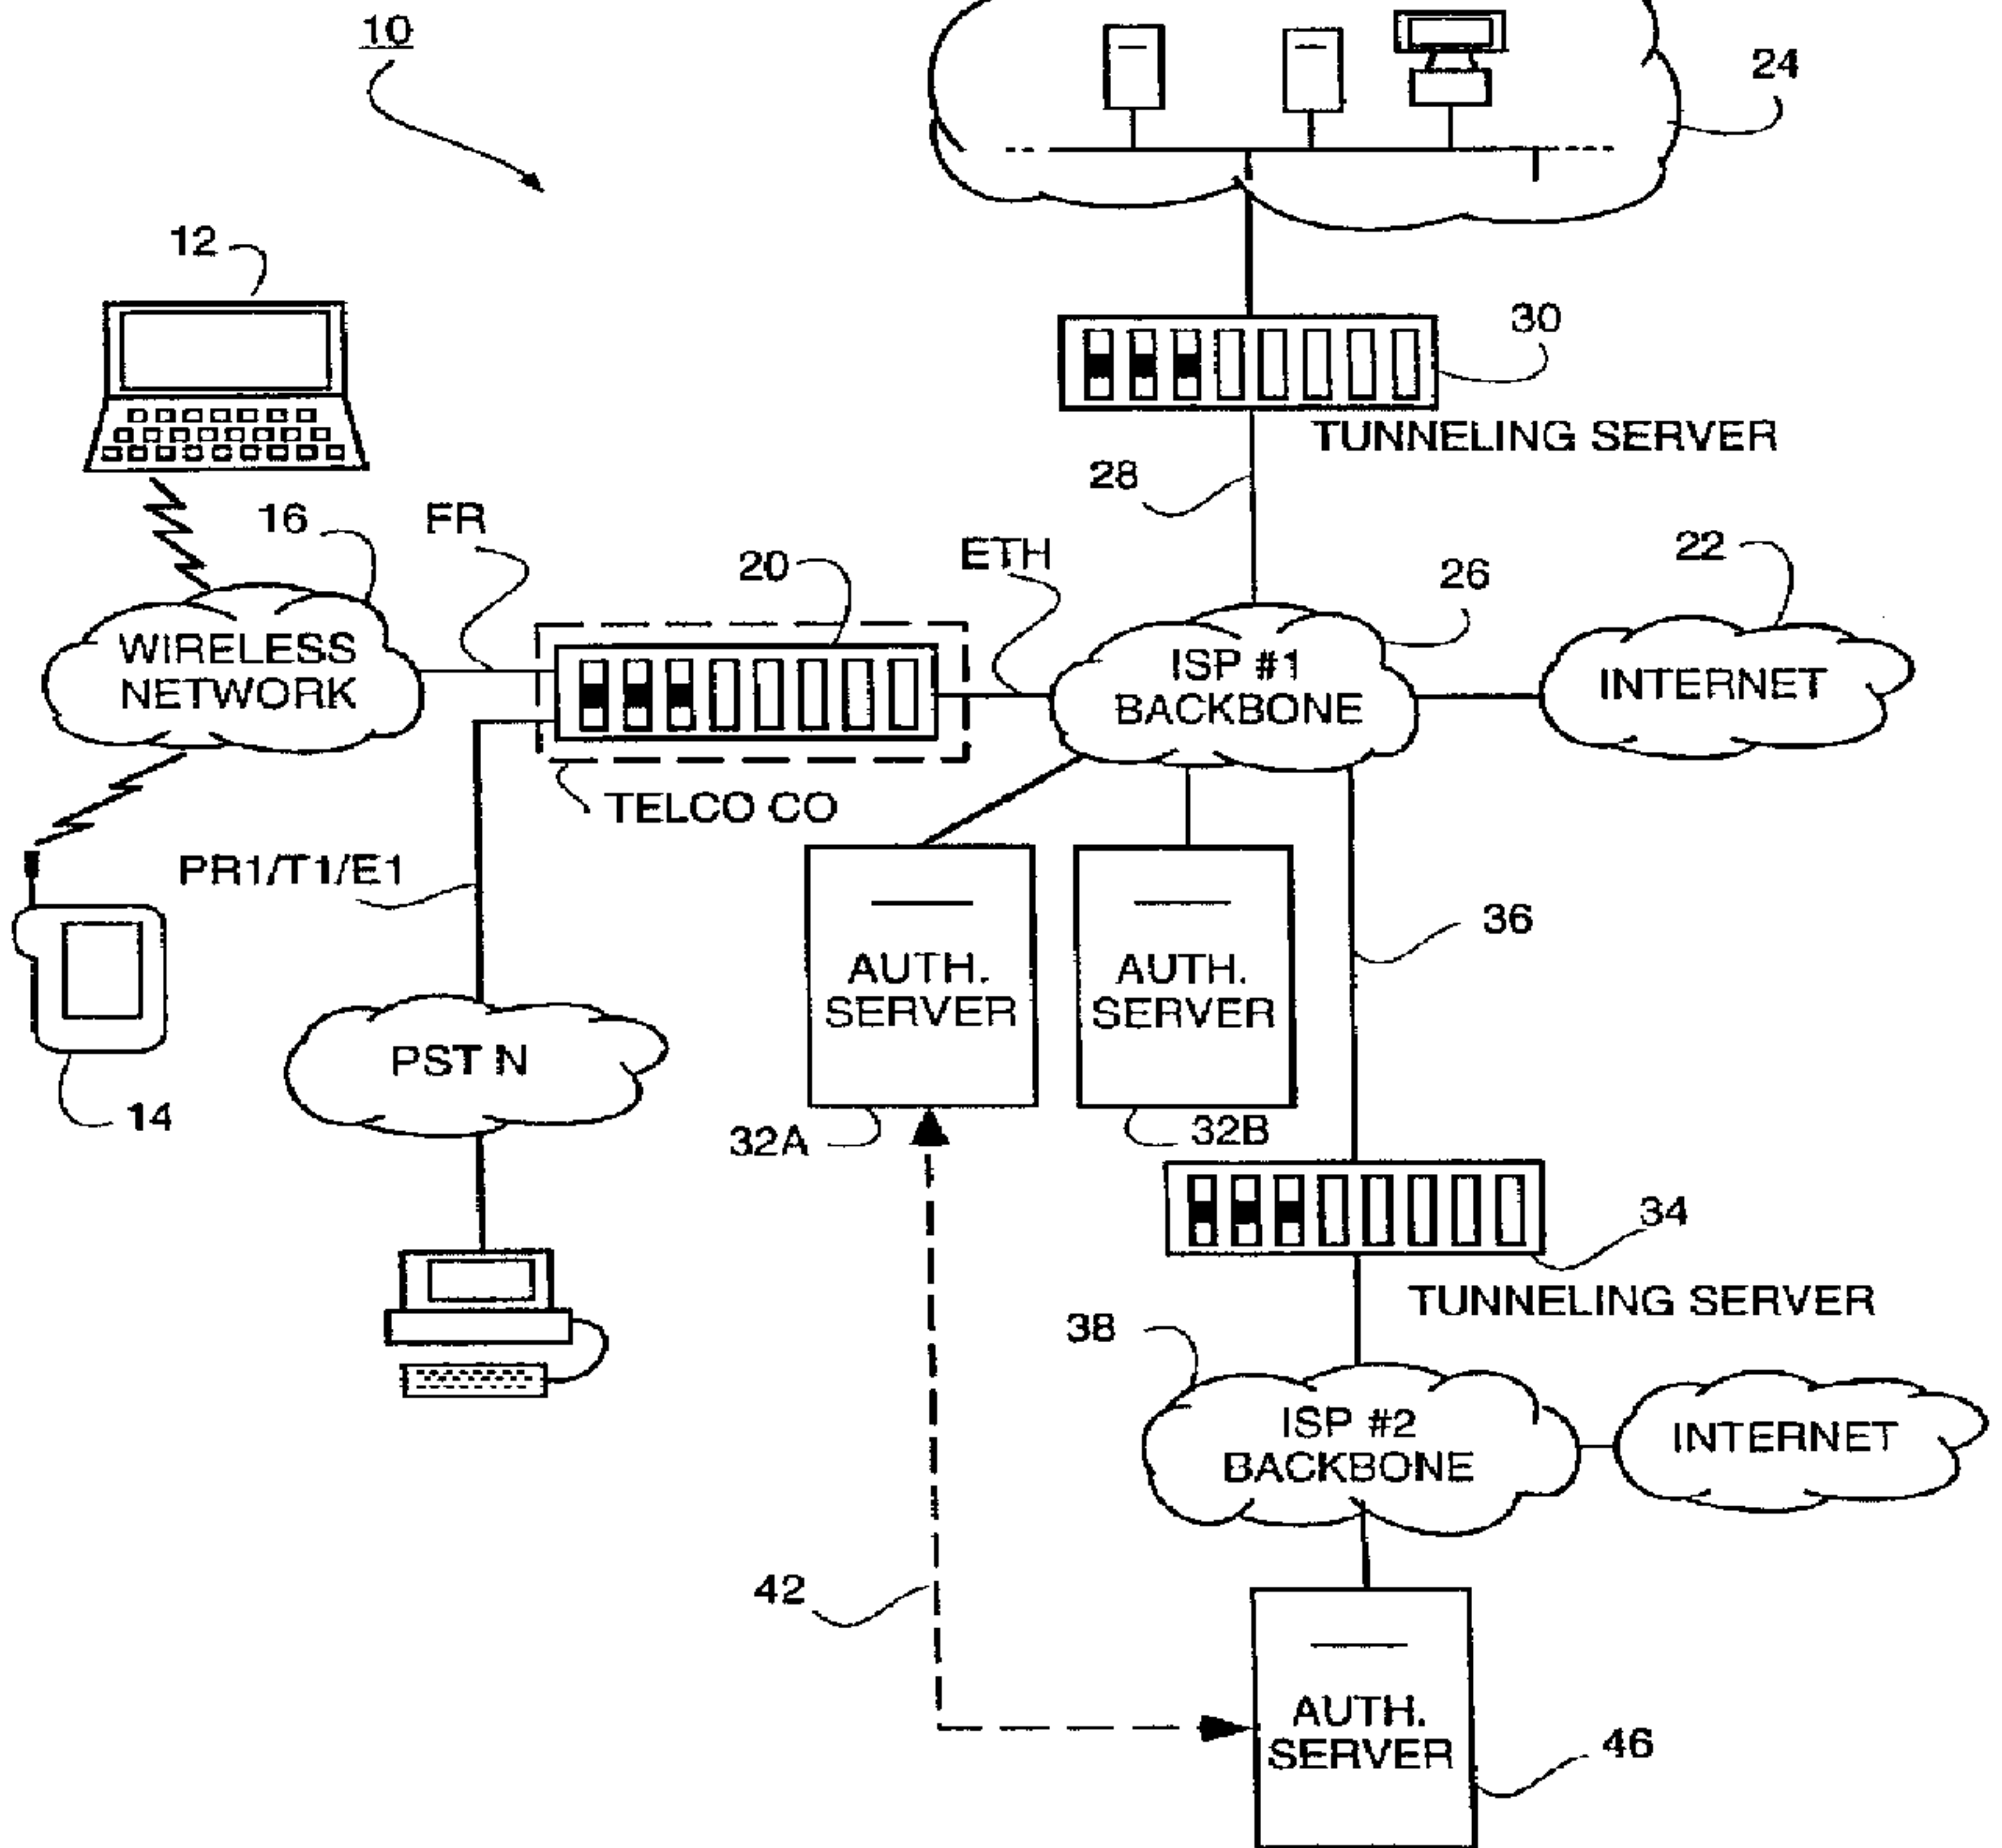 10
24
12
30
TUNNELING SERVER
28
16
FR
20
ETH
26
22
WIRELESS
NETWORK
ISP #1
BACKBONE
INTERNET
TELCO CO
PR1/T1/E1
AUTH.
SERVER
AUTH.
SERVER
36
PSTN
14
32A
32B
34
TUNNELING SERVER
38
ISP #2
BACKBONE
INTERNET
42
AUTH.
SERVER
46